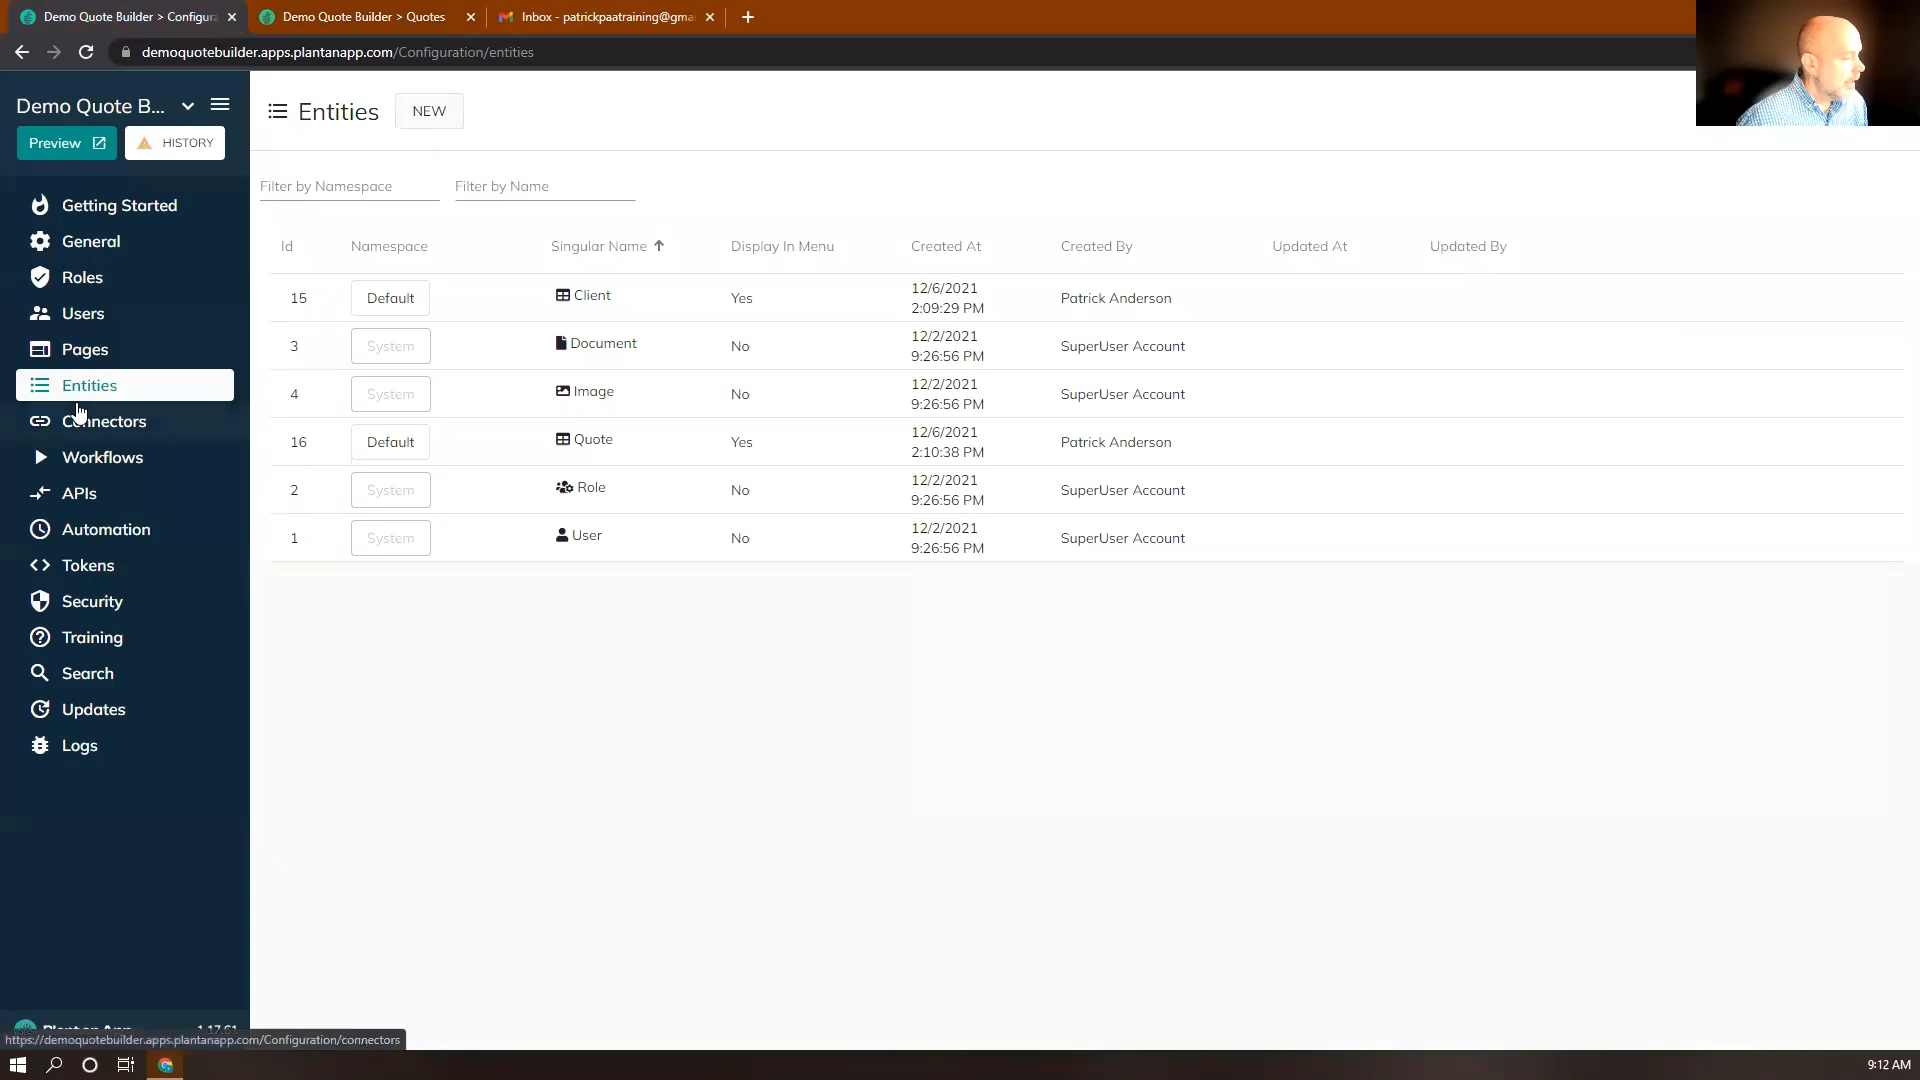 Demo Quote Builder > Configura
Demo Quote Builder > Quotes
Inbox - patrickpaatraining@gma
demoquotebuilder.apps.plantanapp.com/Configuration/entities
Demo Quote B...
Preview
HISTORY
Getting Started
General
Roles
Users
Pages
Entities
Connectors
Workflows
APIs
Automation
Tokens
Security
Training
Search
Updates
Logs
Plant an App 1.17.61
https://demoquotebuilder.apps.plantanapp.com/Configuration/connectors
Entities NEW
Filter by Namespace Filter by Name
Id Namespace Singular Name Display In Menu Created At Created By Updated At Updated By
15 Default Client Yes 12/6/2021 2:09:29 PM Patrick Anderson
3 System Document No 12/2/2021 9:26:56 PM SuperUser Account
4 System Image No 12/2/2021 9:26:56 PM SuperUser Account
16 Default Quote Yes 12/6/2021 2:10:38 PM Patrick Anderson
2 System Role No 12/2/2021 9:26:56 PM SuperUser Account
1 System User No 12/2/2021 9:26:56 PM SuperUser Account
9:12 AM